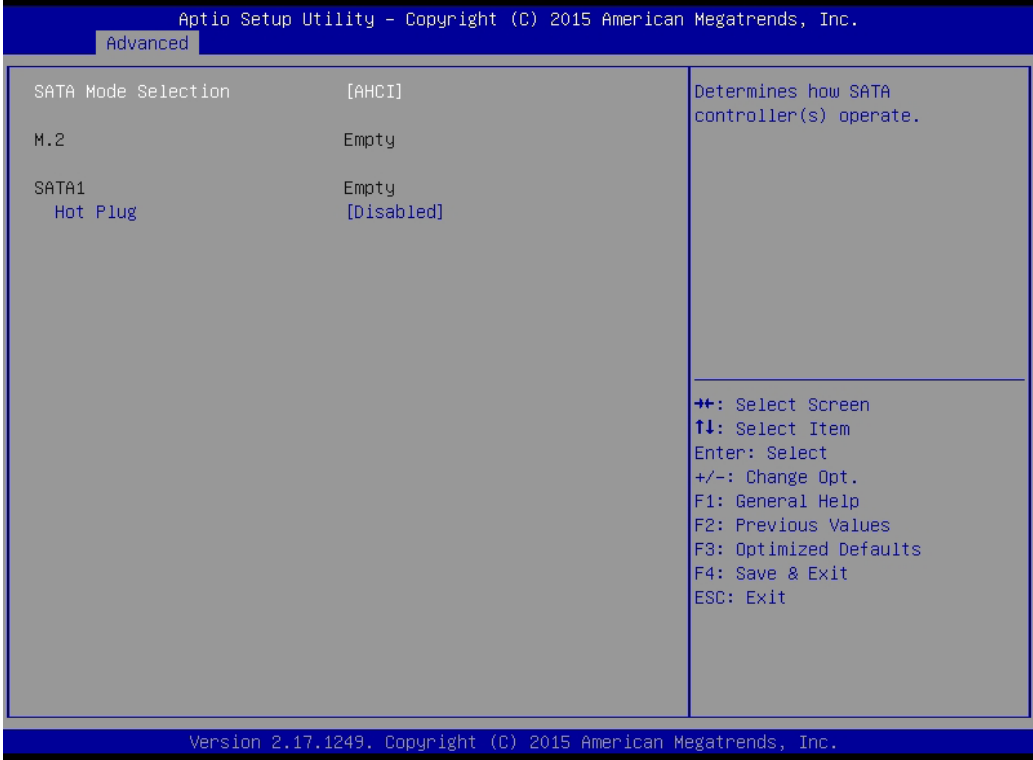 Aptio Setup Utility – Copyright (C) 2015 American Megatrends, Inc.
Advanced
SATA Mode Selection [AHCI]
M.2 Empty
SATA1 Empty
Hot Plug [Disabled]
Determines how SATA
controller(s) operate.
→←: Select Screen
↑↓: Select Item
Enter: Select
+/-: Change Opt.
F1: General Help
F2: Previous Values
F3: Optimized Defaults
F4: Save & Exit
ESC: Exit
Version 2.17.1249. Copyright (C) 2015 American Megatrends, Inc.